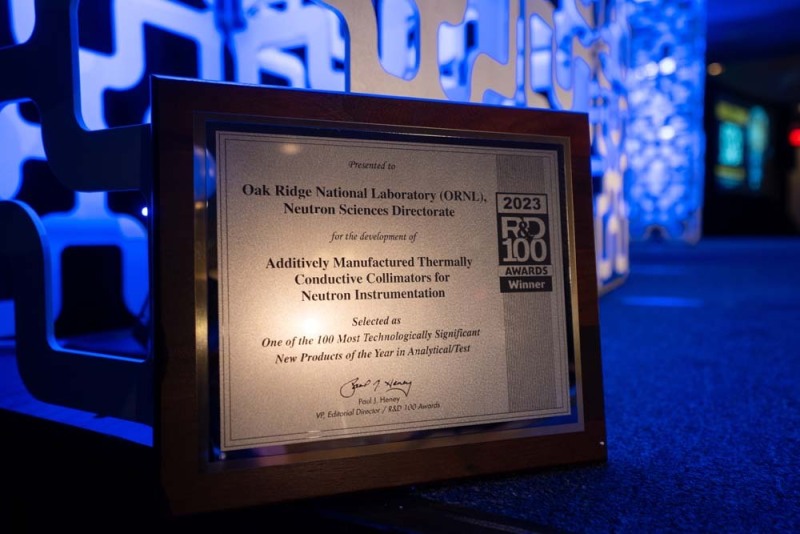 Presented to
Oak Ridge National Laboratory (ORNL),
Neutron Sciences Directorate
for the development of
Additively Manufactured Thermally
Conductive Collimators for
Neutron Instrumentation
Selected as
One of the 100 Most Technologically Significant
New Products of the Year in Analytical/Test
Paul J. Heney
Paul J. Heney
VP, Editorial Director / R&D 100 Awards
2023
R&D
100
AWARDS
Winner